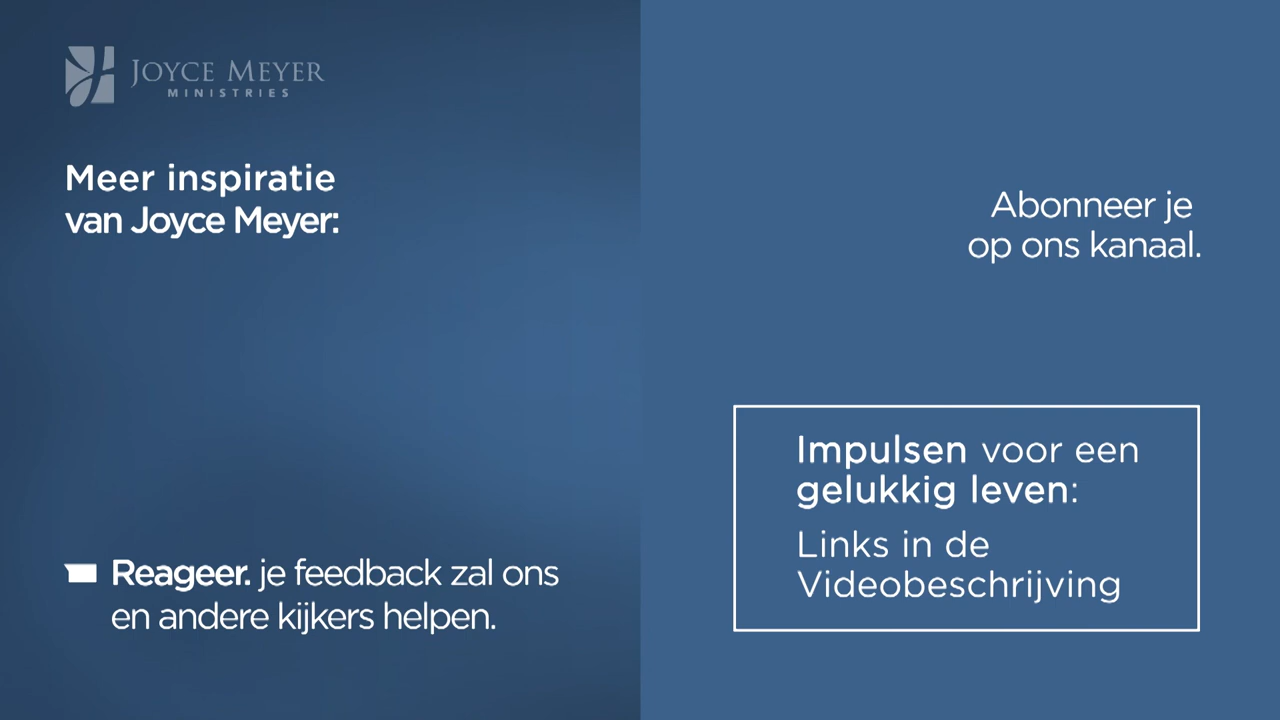 JOYCE MEYER
MINISTRIES
Meer inspiratie
van Joyce Meyer:
Abonneer je
op ons kanaal.
Impulsen voor een
gelukkig leven:
Links in de
Videobeschrijving
Reageer. je feedback zal ons
en andere kijkers helpen.